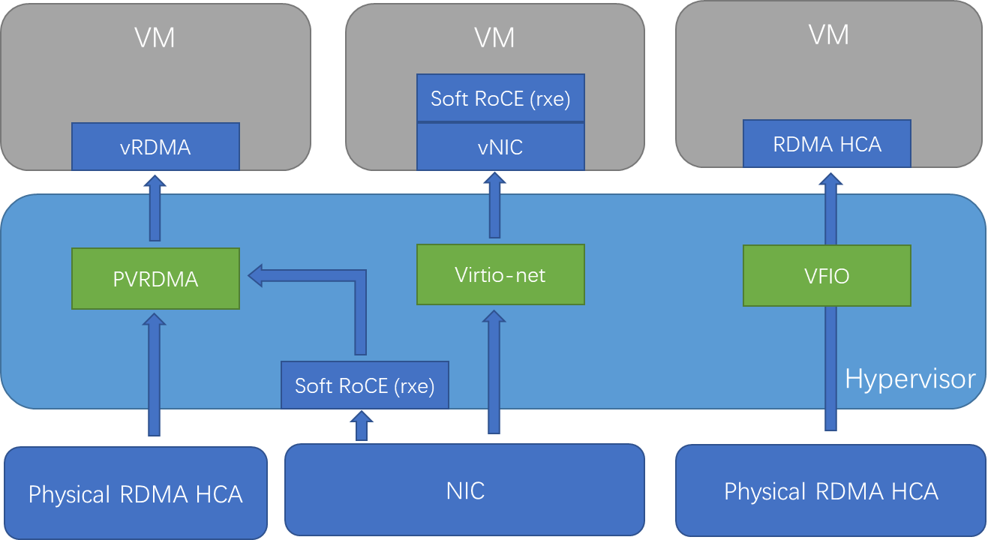 VM
VM
VM
Soft RoCE (rxe)
vRDMA
vNIC
RDMA HCA
PVRDMA
Virtio-net
VFIO
Soft RoCE (rxe)
Hypervisor
Physical RDMA HCA
NIC
Physical RDMA HCA